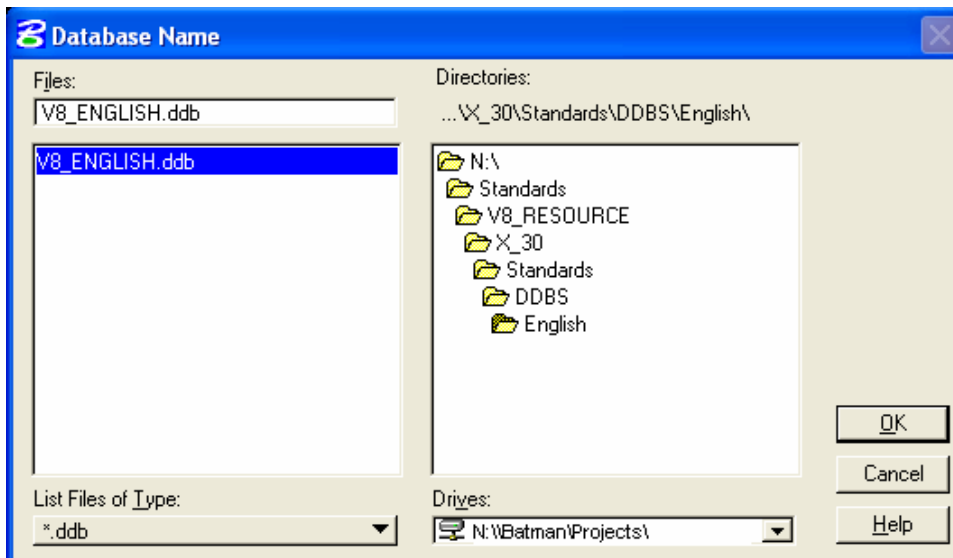 Database Name
Files:
V8_ENGLISH.ddb
V8_ENGLISH.ddb
List Files of Type:
*.ddb
Directories:
...\X_30\Standards\DDBS\English\
N:\
Standards
V8_RESOURCE
X_30
Standards
DDBS
English
Drives:
N:\\Batman\Projects\
OK
Cancel
Help